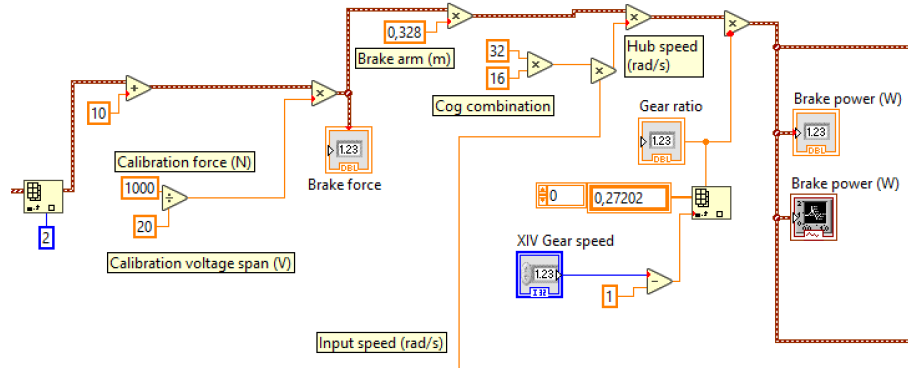 0,328
Brake arm (m)
32
16
Cog combination
Hub speed
(rad/s)
10
Calibration force (N)
1000
20
Calibration voltage span (V)
2
1.23
DBL
Brake force
Gear ratio
1.23
DBL
Brake power (W)
1.23
DBL
Brake power (W)
0
0,27202
XIV Gear speed
1.23
I32
1
Input speed (rad/s)